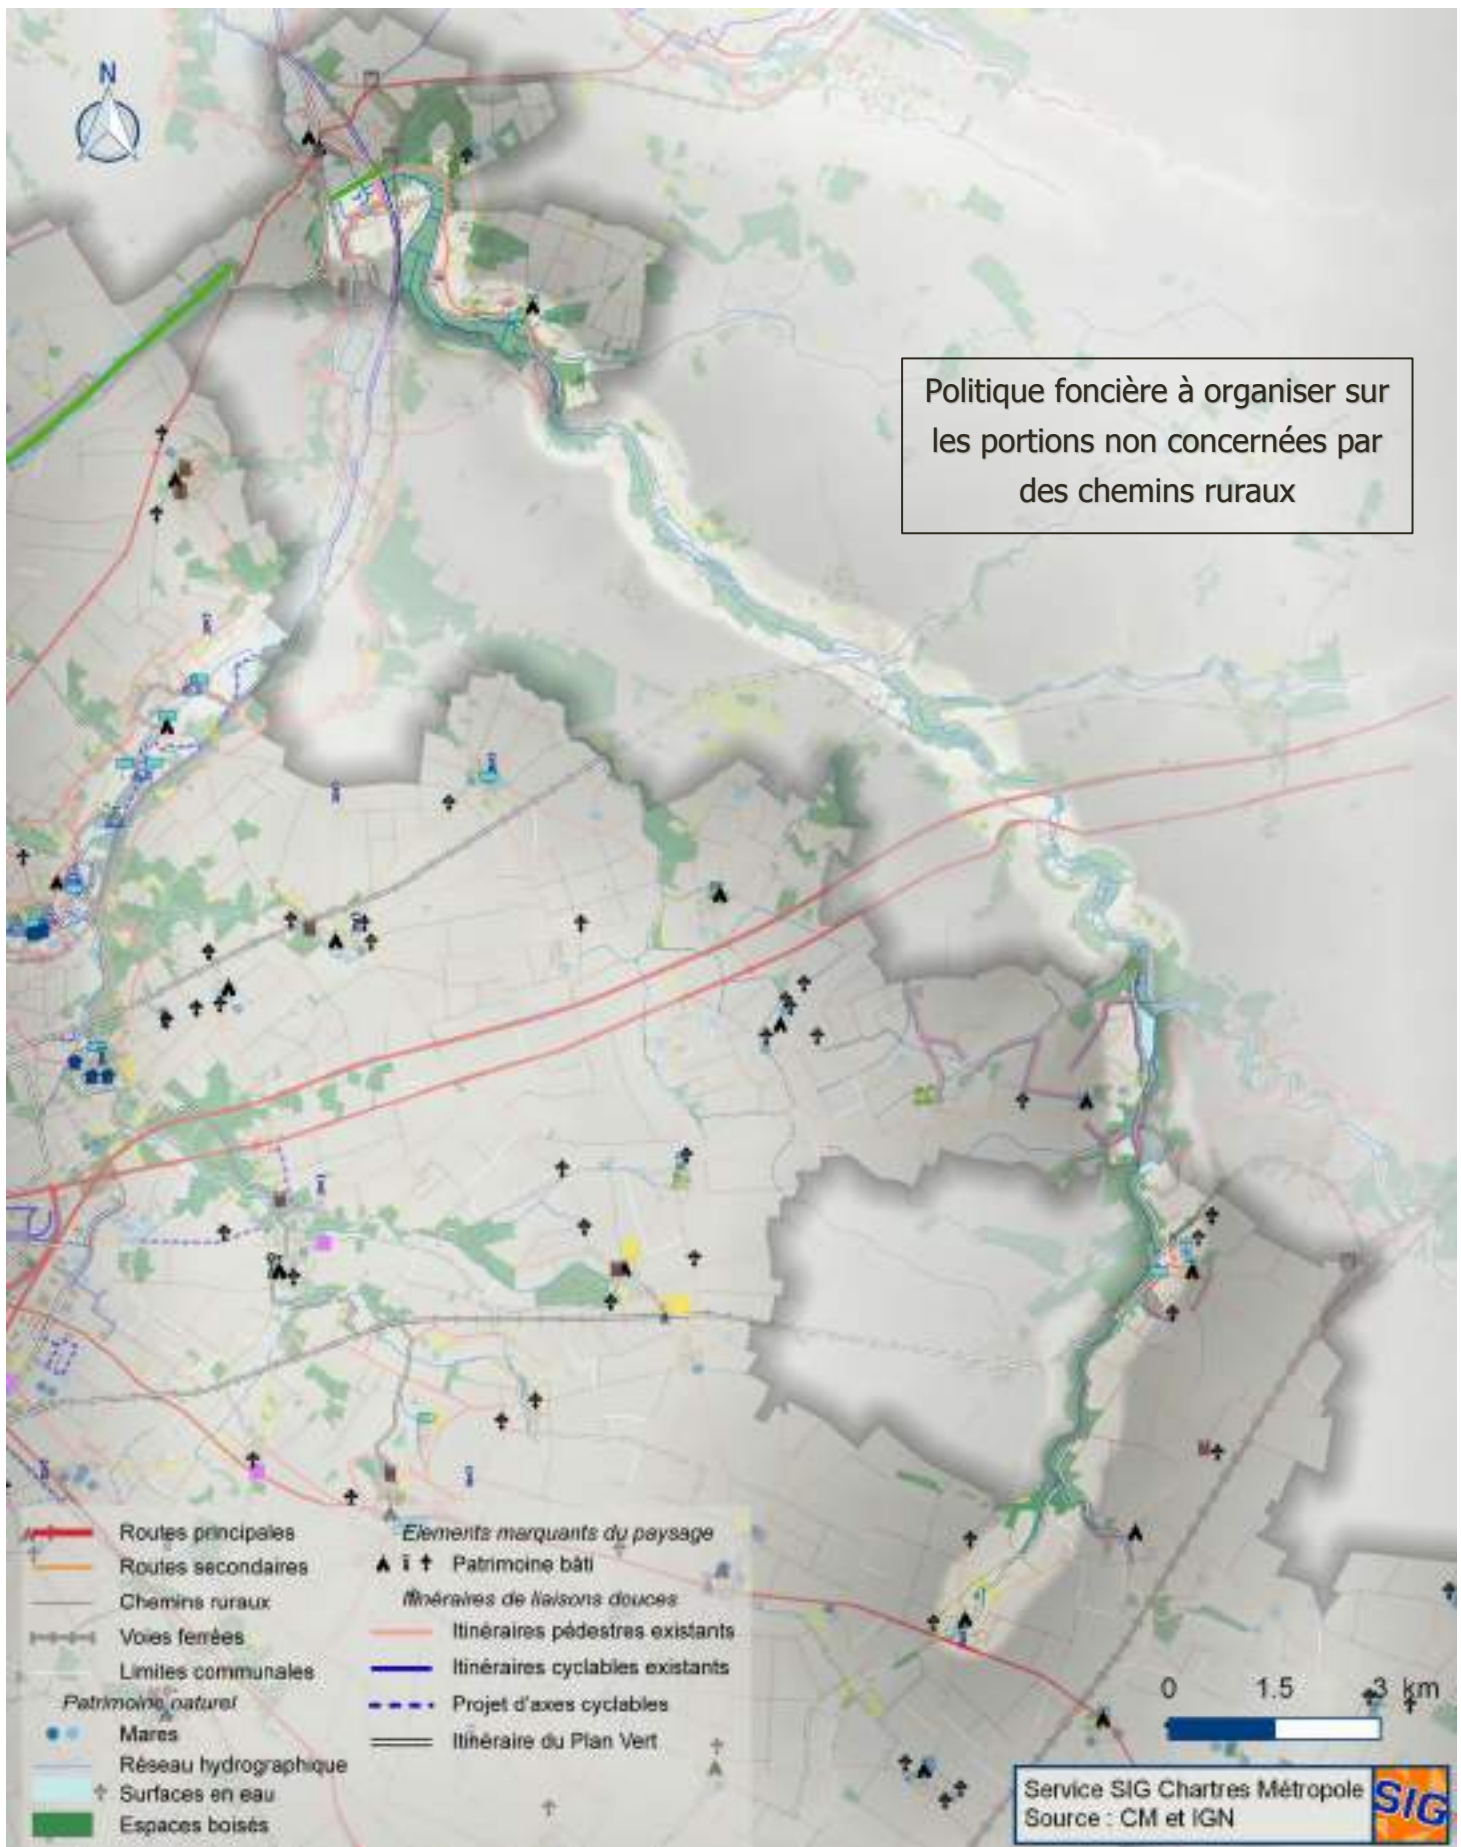 N
Politique foncière à organiser sur
les portions non concernées par
des chemins ruraux
Routes principales
Routes secondaires
Chemins ruraux
Voies ferrées
Limites communales
Patrimoine naturel
Mares
Réseau hydrographique
Surfaces en eau
Espaces boisés
Elements marquants du paysage
Patrimoine bâti
Itinéraires de liaisons douces
Itinéraires pédestres existants
Itinéraires cyclables existants
Projet d'axes cyclables
Itinéraire du Plan Vert
0 1.5 3 km
Service SIG Chartres Métropole
Source : CM et IGN
SIG